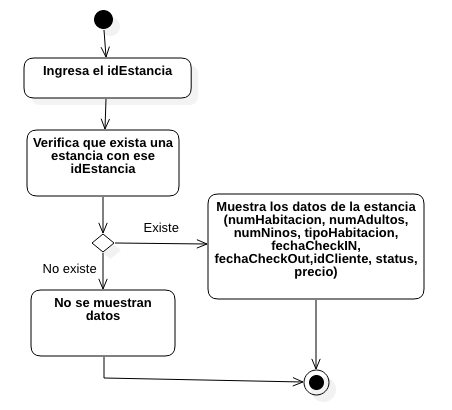 Ingresa el idEstancia
Verifica que exista una
estancia con ese
idEstancia
Existe
Muestra los datos de la estancia
(numHabitacion, numAdultos,
numNinos, tipoHabitacion,
fechaCheckIN,
fechaCheckOut,idCliente, status,
precio)
No existe
No se muestran
datos